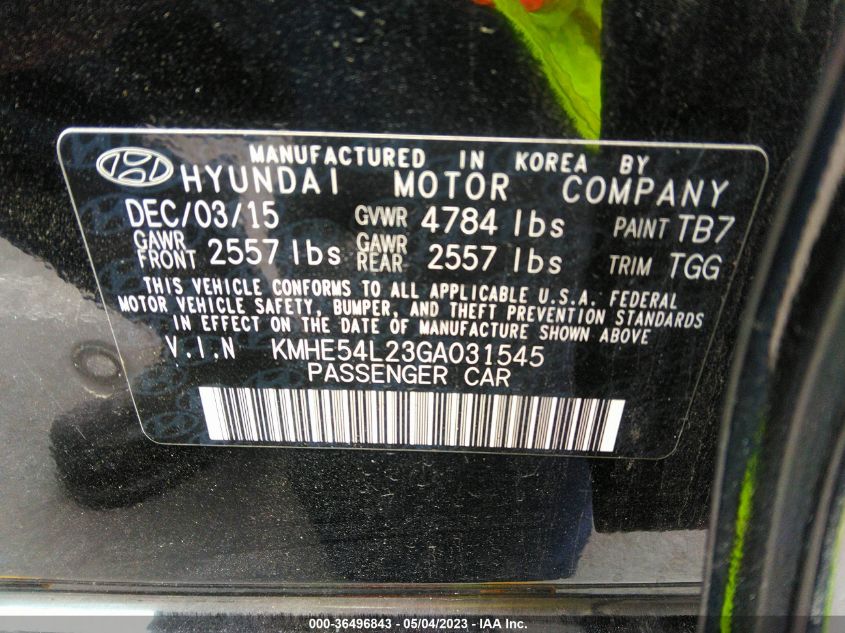 MANUFACTURED IN KOREA BY
HYUNDAI MOTOR COMPANY
DEC/03/15 GVWR 4784 lbs PAINT TB7
GAWR FRONT 2557 lbs GAWR REAR 2557 lbs TRIM TGG
THIS VEHICLE CONFORMS TO ALL APPLICABLE U.S.A. FEDERAL
MOTOR VEHICLE SAFETY, BUMPER, AND THEFT PREVENTION STANDARDS
IN EFFECT ON THE DATE OF MANUFACTURE SHOWN ABOVE
V.I.N KMHE54L23GA031545
PASSENGER CAR
000-36496843 - 05/04/2023 - IAA Inc.